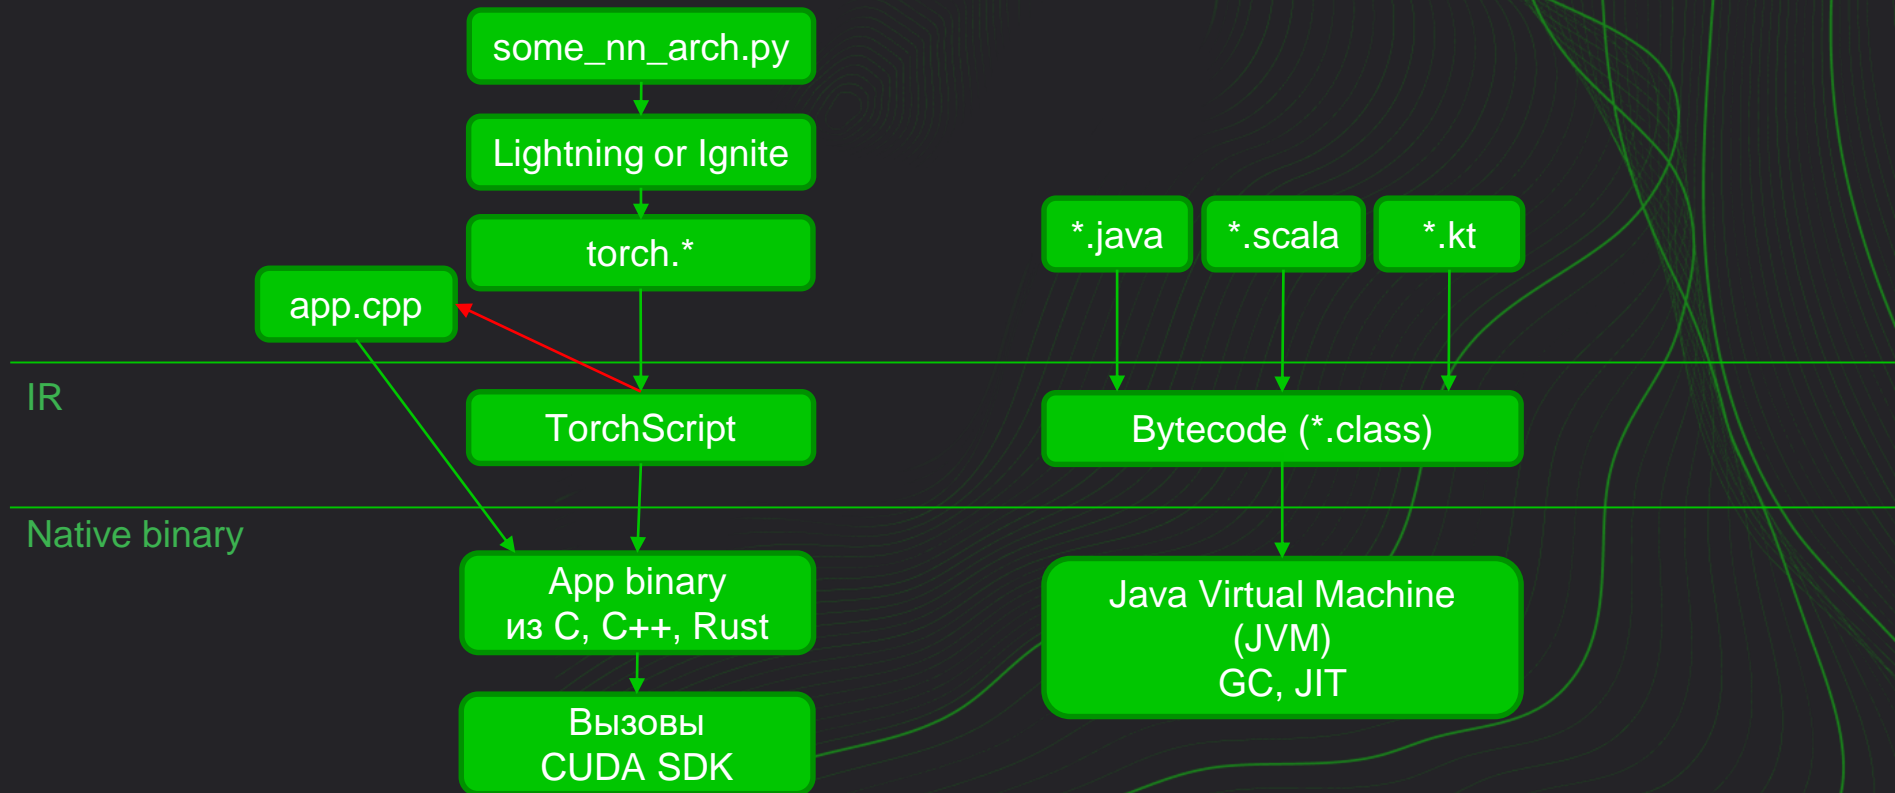 some_nn_arch.py
Lightning or Ignite
torch.*
app.cpp
*.java
*.scala
*.kt
IR
TorchScript
Bytecode (*.class)
Native binary
App binary
из C, C++, Rust
Вызовы
CUDA SDK
Java Virtual Machine
(JVM)
GC, JIT